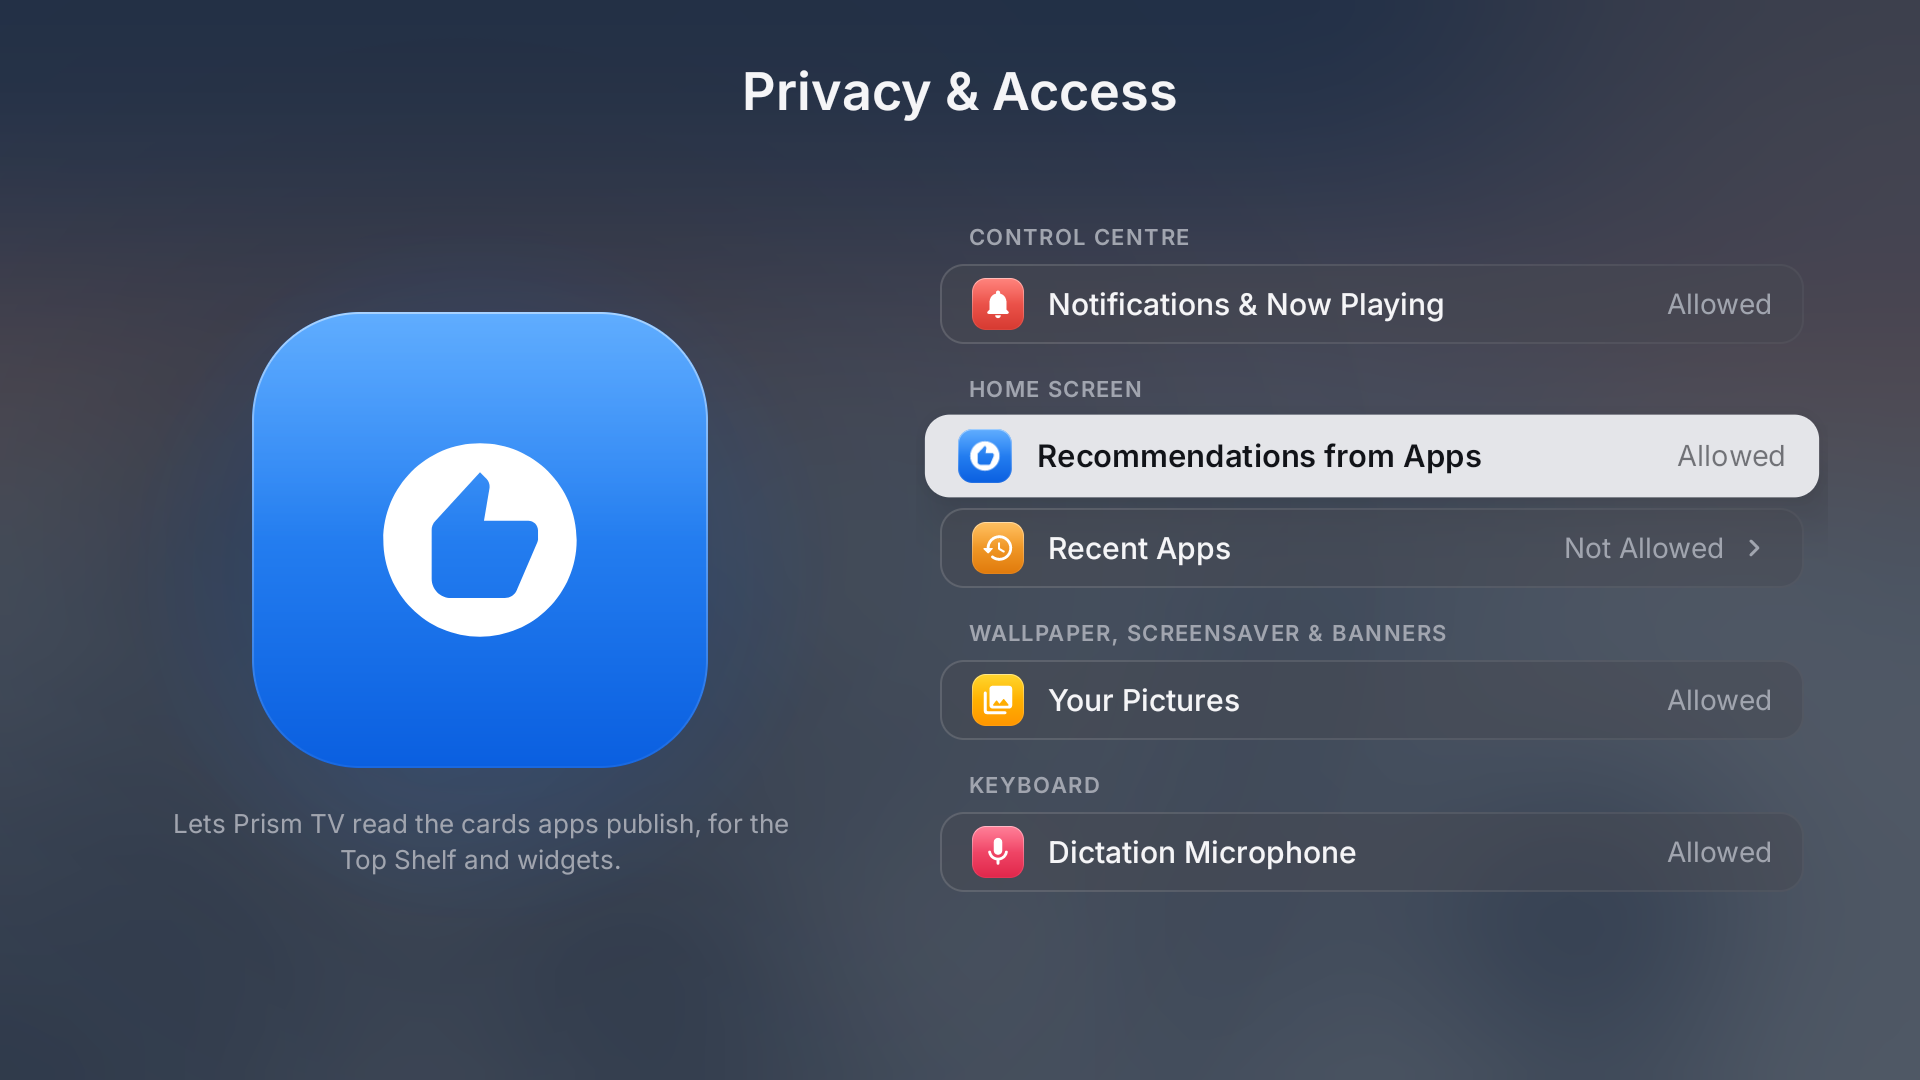 Privacy & Access
CONTROL CENTRE
Notifications & Now Playing
Allowed
HOME SCREEN
Recommendations from Apps
Allowed
Recent Apps
Not Allowed
WALLPAPER, SCREENSAVER & BANNERS
Your Pictures
Allowed
KEYBOARD
Dictation Microphone
Allowed
Lets Prism TV read the cards apps publish, for the
Top Shelf and widgets.